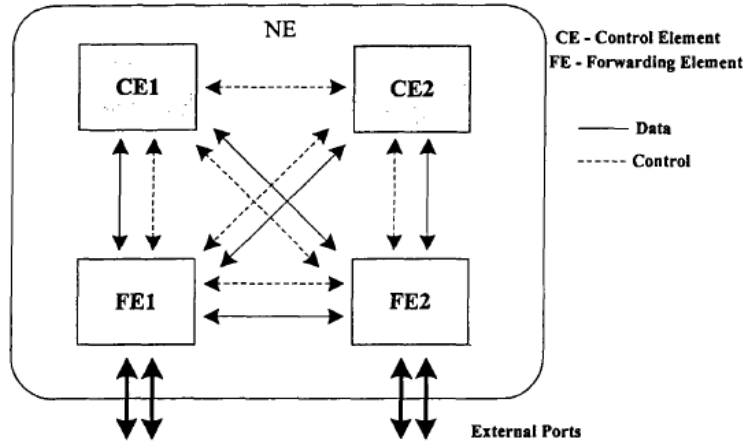 NE
CE - Control Element
FE - Forwarding Element
CE1
CE2
Data
Control
FE1
FE2
External Ports